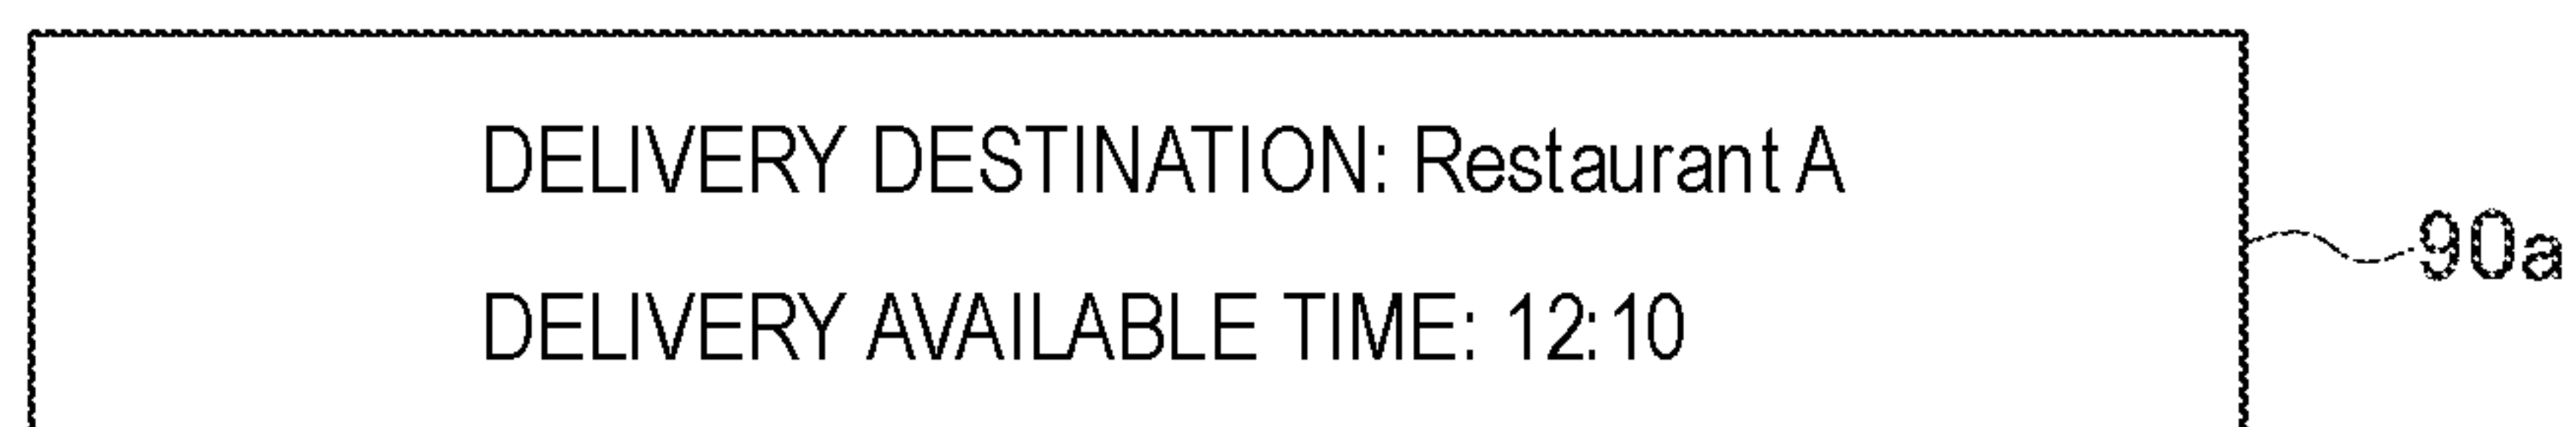 DELIVERY DESTINATION: Restaurant A
90a
DELIVERY AVAILABLE TIME: 12:10